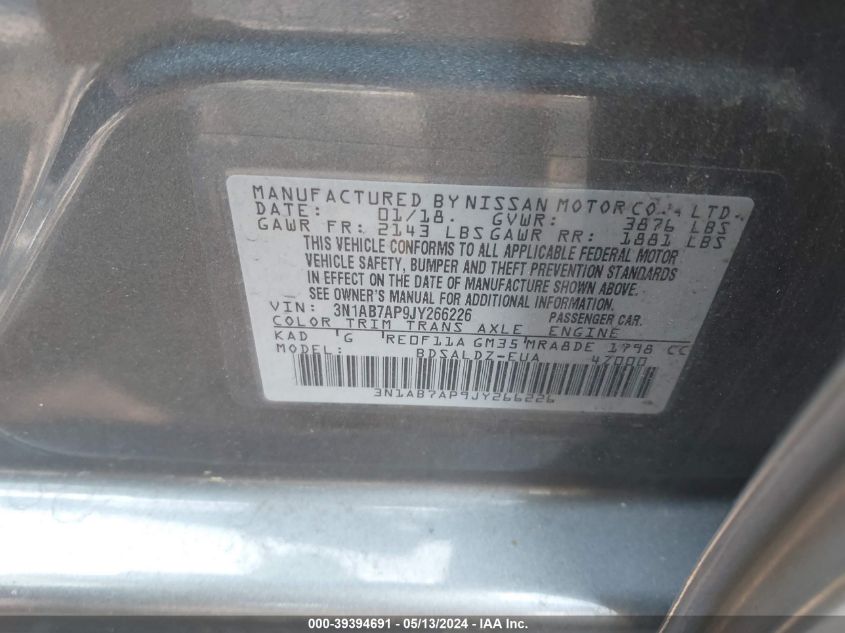 MANUFACTURED BY NISSAN MOTOR CO., LTD.
DATE: 01/18. GVWR: 3876 LBS
GAWR FR: 2143 LBS GAWR RR: 1881 LBS
THIS VEHICLE CONFORMS TO ALL APPLICABLE FEDERAL MOTOR
VEHICLE SAFETY, BUMPER AND THEFT PREVENTION STANDARDS
IN EFFECT ON THE DATE OF MANUFACTURE SHOWN ABOVE.
SEE OWNER'S MANUAL FOR ADDITIONAL INFORMATION.
VIN: 3N1AB7AP9JY266226 PASSENGER CAR.
COLOR TRIM TRANS AXLE ENGINE
KAD G RE0F11A GM35 MRA8DE 1798 CC
MODEL: BDSALDZ-EUA 47000
3N1AB7AP9JY266226
000-39394691 / 05/13/2024 - IAA Inc.